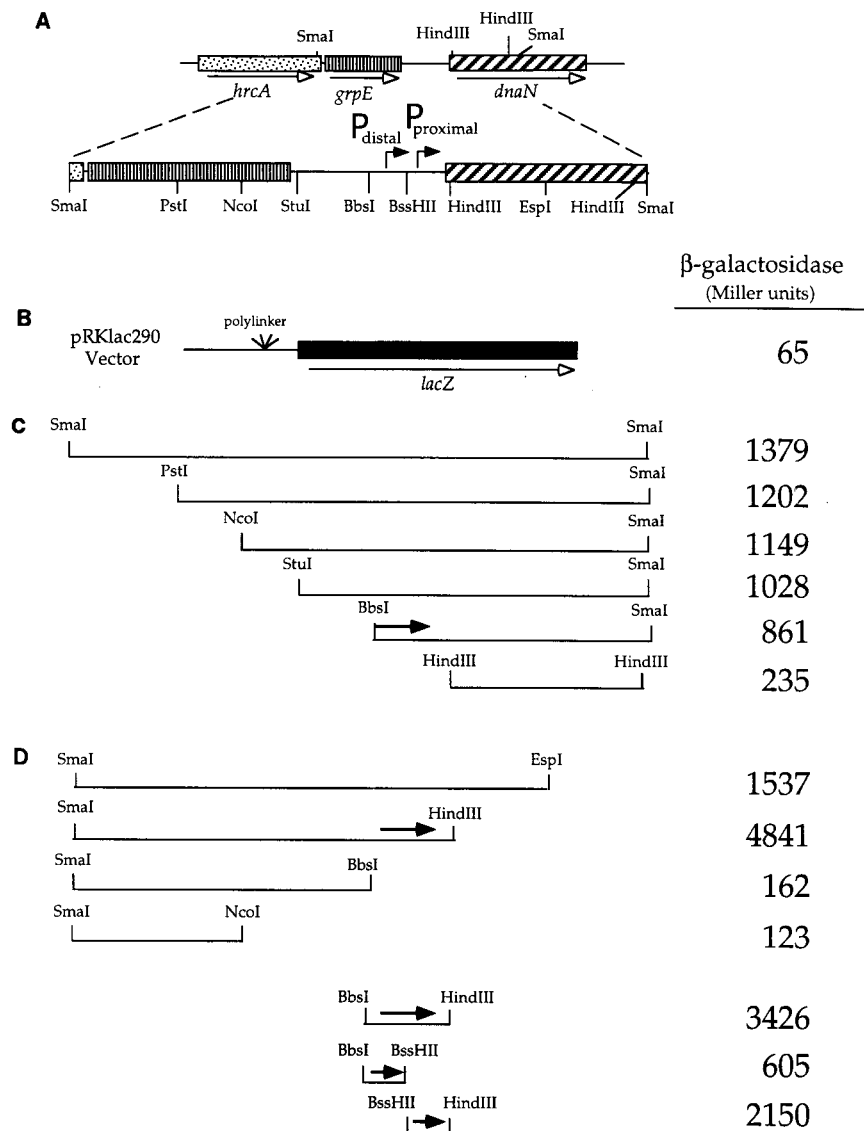 A
SmaI HindIII HindIII SmaI
hrcA grpE dnaN
Pdistal Pproximal
SmaI PstI NcoI StuI BbsI BssHII HindIII EspI HindIII SmaI
β-galactosidase
(Miller units)
B
pRKlac290
Vector
polylinker
lacZ
65
C
SmaI SmaI
1379
PstI SmaI
1202
NcoI SmaI
1149
StuI SmaI
1028
BbsI SmaI
861
HindIII HindIII
235
D
SmaI EspI
1537
SmaI HindIII
4841
SmaI BbsI
162
SmaI NcoI
123
BbsI HindIII
3426
BbsI BssHII
605
BssHII HindIII
2150